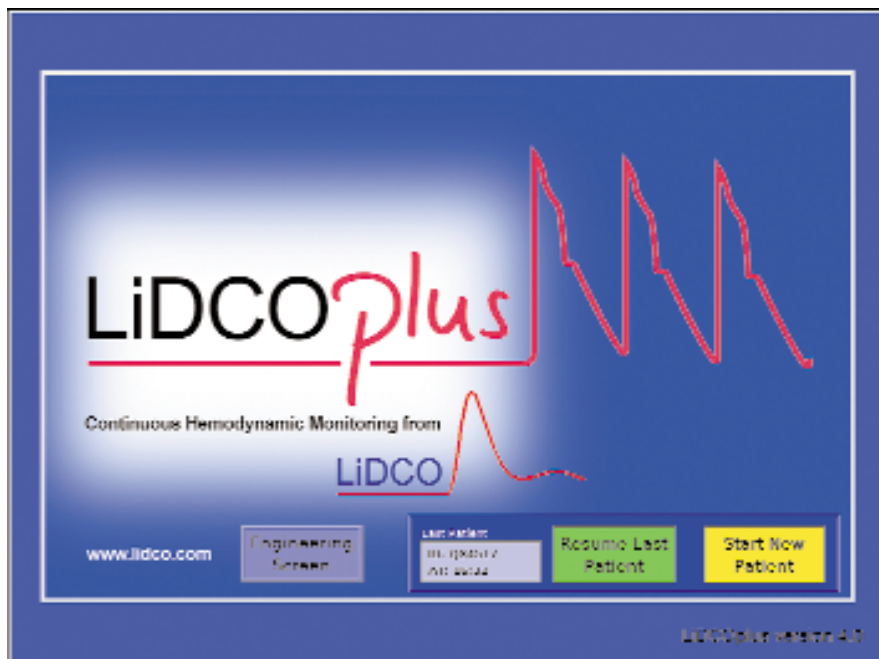 LiDCOplus
Continuous Hemodynamic Monitoring from
LiDCO
www.lidco.com
Engineering
Screen
Last Patient
Resume Last
Patient
Start New
Patient
LiDCOplus version 4.0